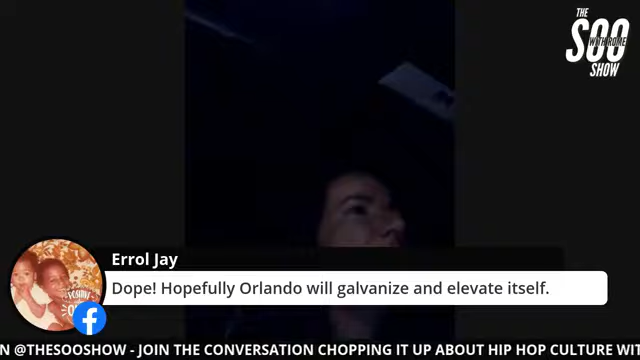 THE
SOO
WITH ROME
SHOW
Errol Jay
Dope! Hopefully Orlando will galvanize and elevate itself.
N @THESOOSHOW - JOIN THE CONVERSATION CHOPPING IT UP ABOUT HIP HOP CULTURE WIT